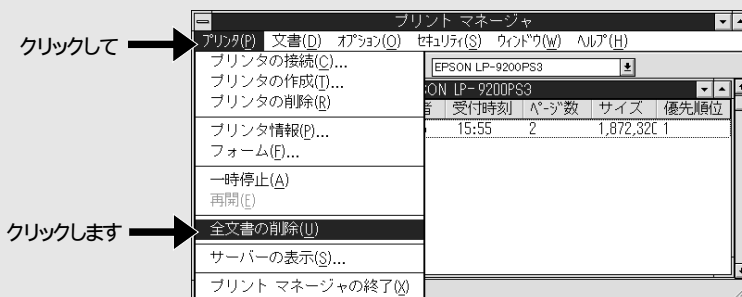 プリント マネージャ
プリンタ(P) 文書(D) オプション(O) セキュリティ(S) ウィンドウ(W) ヘルプ(H)
クリックして
プリンタの接続(C)...
EPSON LP-9200PS3
プリンタの作成(T)...
ON LP-9200PS3
プリンタの削除(R)
受付時刻 ページ数 サイズ 優先順位
プリンタ情報(P)...
15:55 2 1,872,320 1
フォーム(F)...
一時停止(A)
再開(E)
クリックします
全文書の削除(U)
サーバーの表示(S)...
プリント マネージャの終了(X)